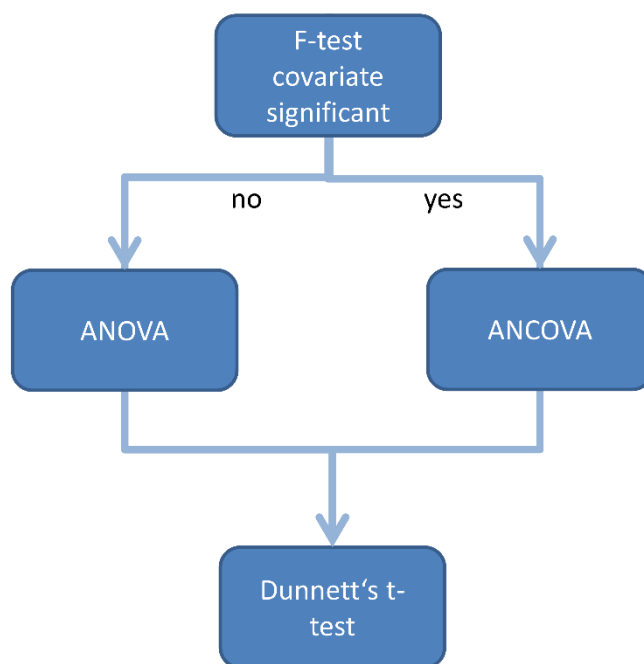 F-test
covariate
significant
no
yes
ANOVA
ANCOVA
Dunnett‘s t-
test